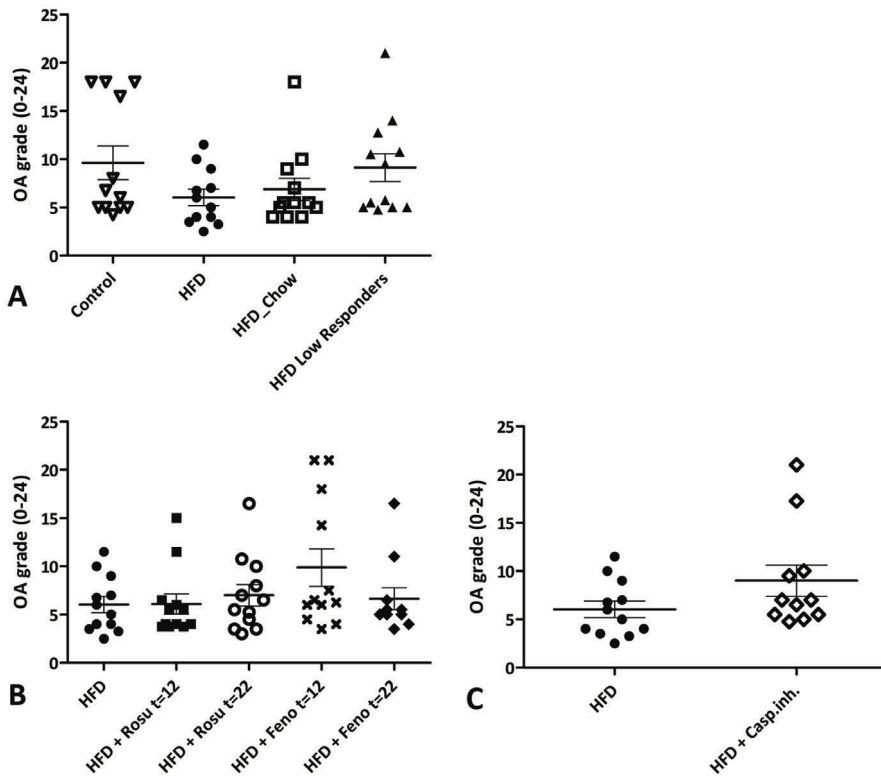 25
20
15
10
5
0
OA grade (0-24)
Control
HFD
HFD_Chow
HFD Low Responders
A
25
20
15
10
5
0
OA grade (0-24)
HFD
HFD + Rosu t=12
HFD + Rosu t=22
HFD + Feno t=12
HFD + Feno t=22
B
25
20
15
10
5
0
OA grade (0-24)
HFD
HFD + Casp.inh.
C